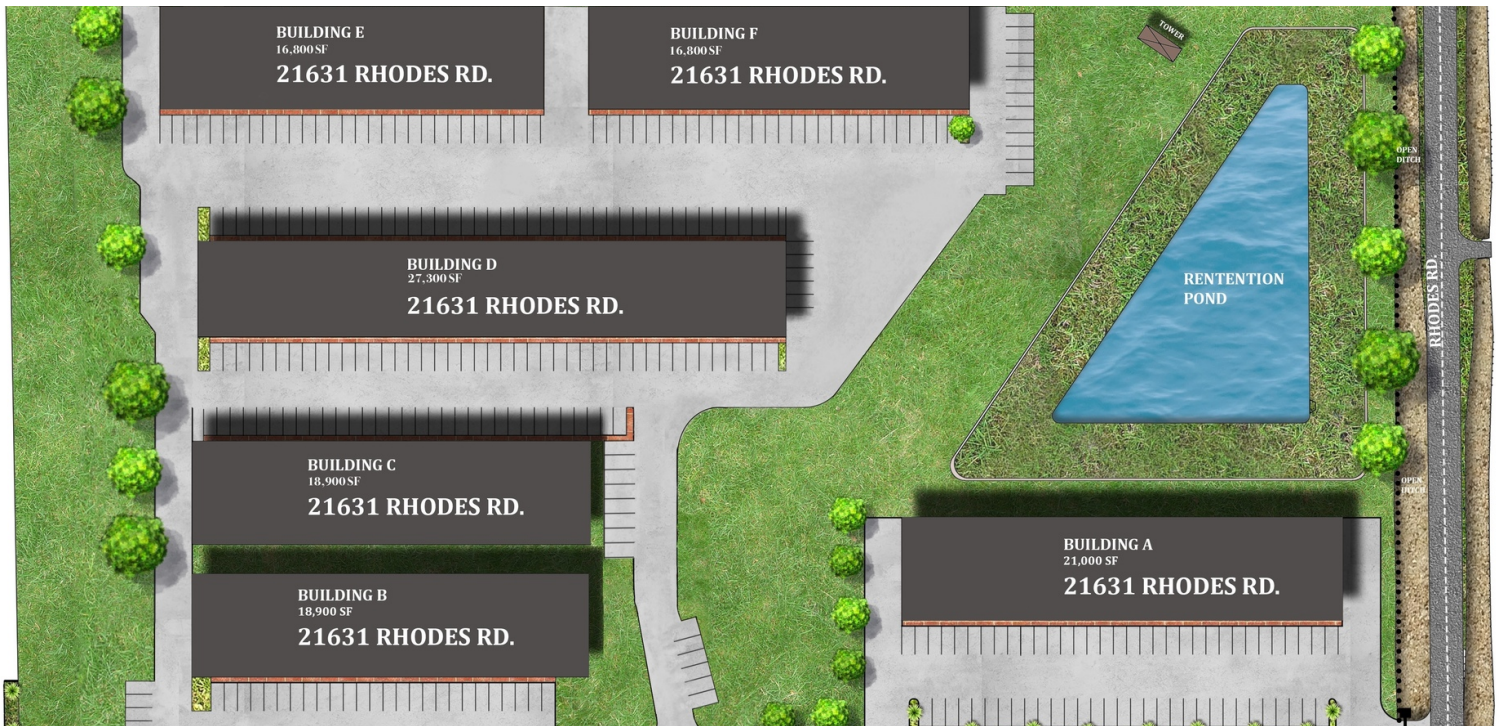 BUILDING E
16,800 SF
21631 RHODES RD.
BUILDING F
16,800 SF
21631 RHODES RD.
TOWER
OPEN
DITCH
BUILDING D
27,300 SF
21631 RHODES RD.
RENTENTION
POND
RHODES RD.
BUILDING C
18,900 SF
21631 RHODES RD.
OPEN
DITCH
BUILDING A
21,000 SF
21631 RHODES RD.
BUILDING B
18,900 SF
21631 RHODES RD.